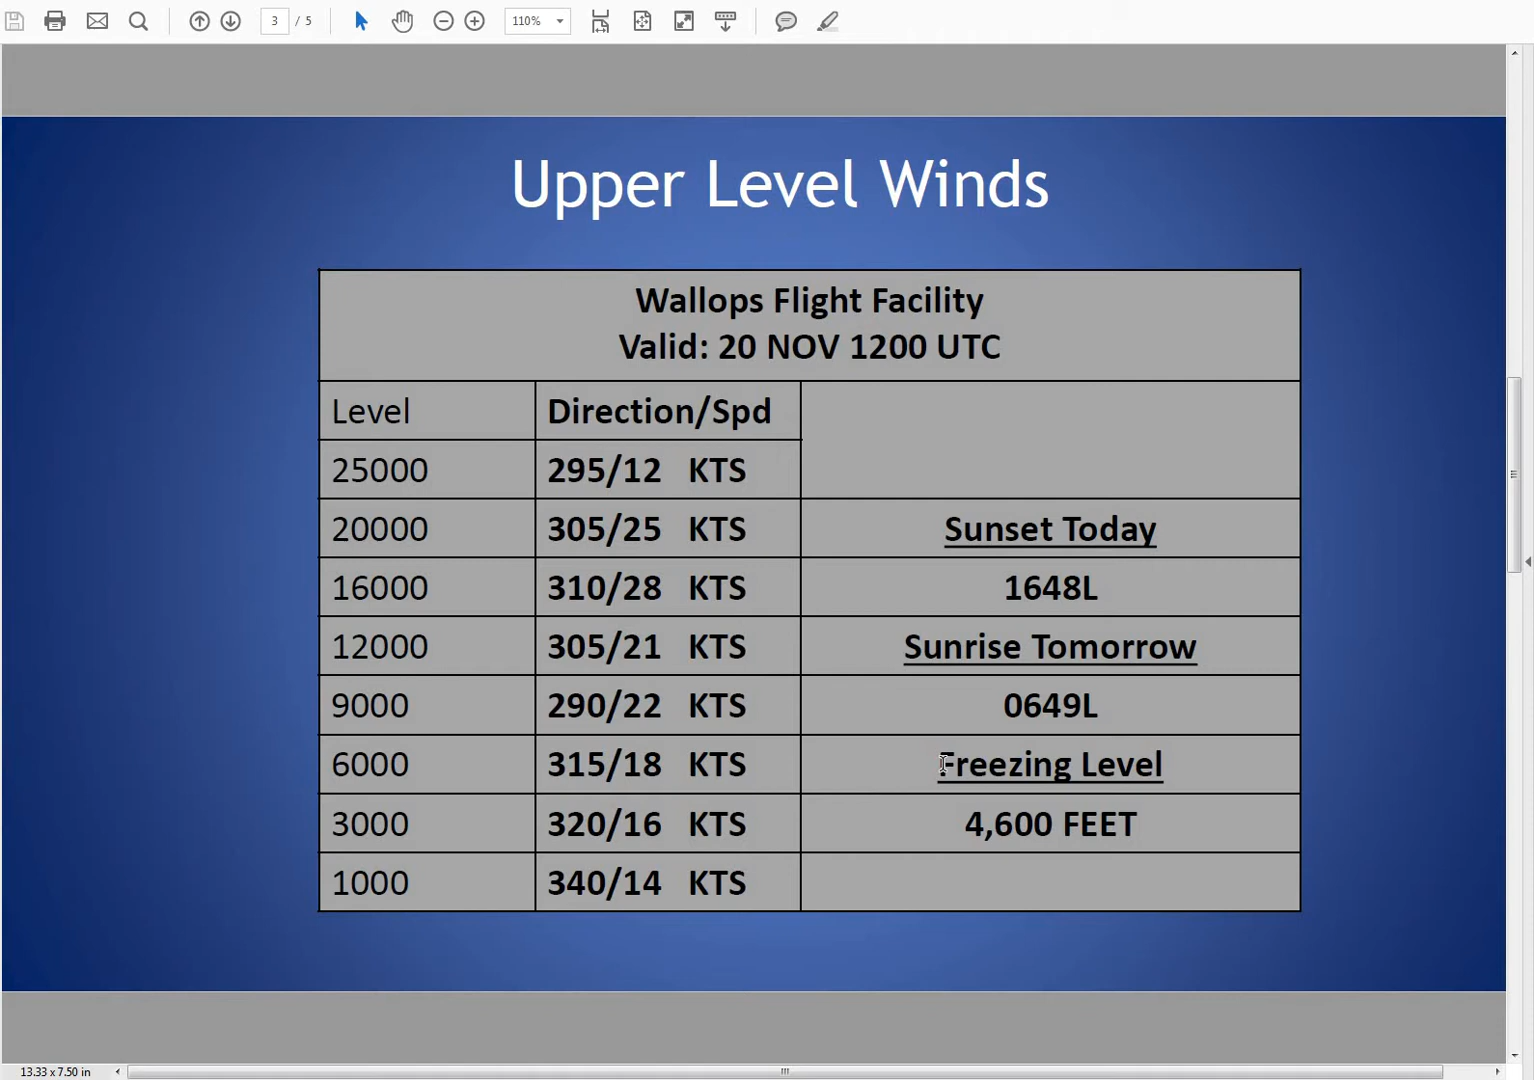 3 / 5
110%
Upper Level Winds
Wallops Flight Facility
Valid: 20 NOV 1200 UTC
Level Direction/Spd
25000 295/12 KTS
20000 305/25 KTS Sunset Today
16000 310/28 KTS 1648L
12000 305/21 KTS Sunrise Tomorrow
9000 290/22 KTS 0649L
6000 315/18 KTS Freezing Level
3000 320/16 KTS 4,600 FEET
1000 340/14 KTS
13.33 x 7.50 in